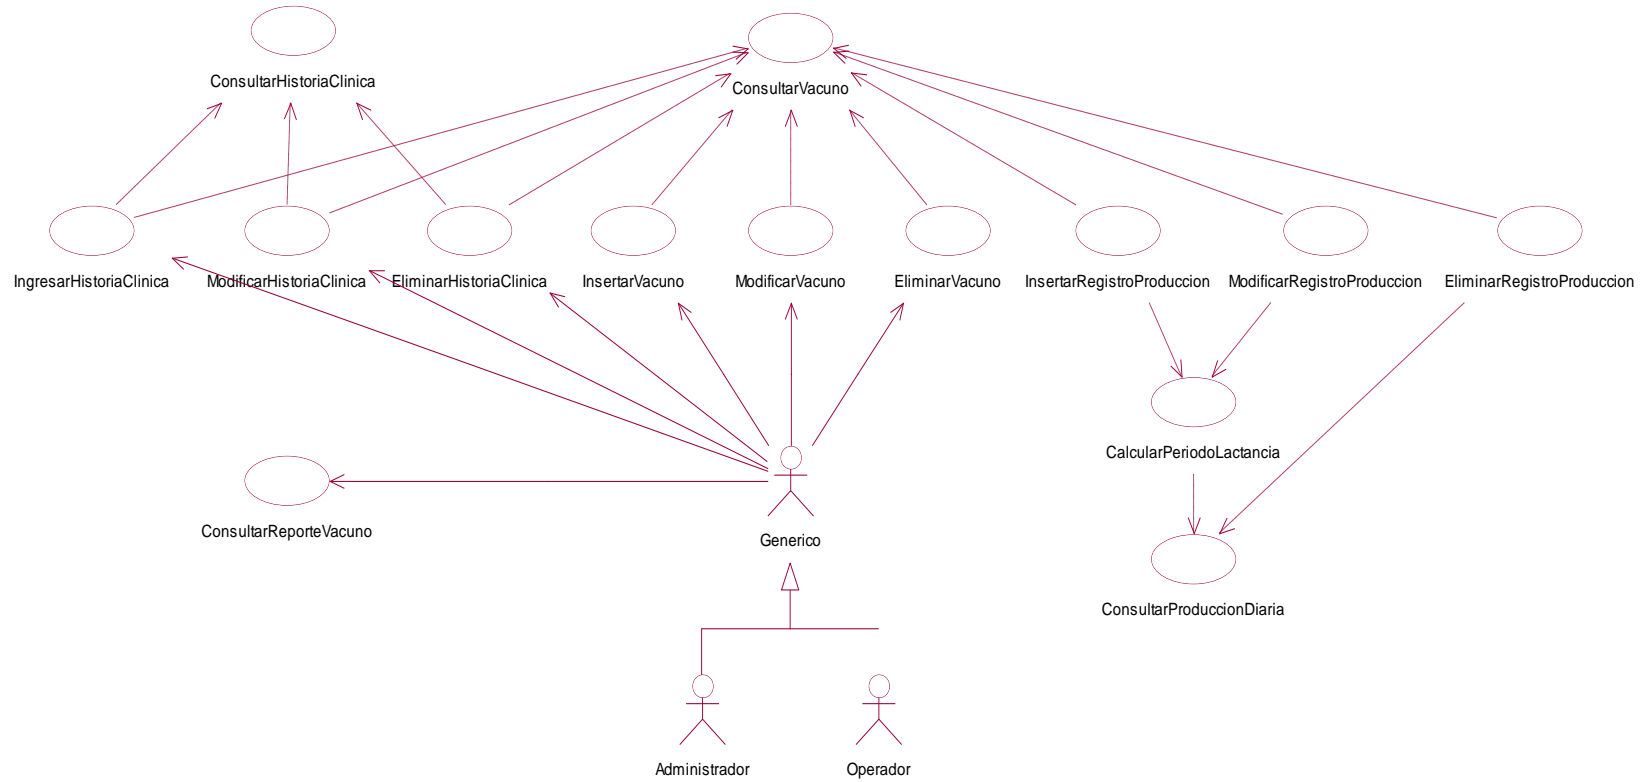 ConsultarHistoriaClinica
ConsultarVacuno
IngresarHistoriaClinica
ModificarHistoriaClinica
EliminarHistoriaClinica
InsertarVacuno
ModificarVacuno
EliminarVacuno
InsertarRegistroProduccion
ModificarRegistroProduccion
EliminarRegistroProduccion
CalcularPeriodoLactancia
ConsultarReporteVacuno
Generico
ConsultarProduccionDiaria
Administrador
Operador